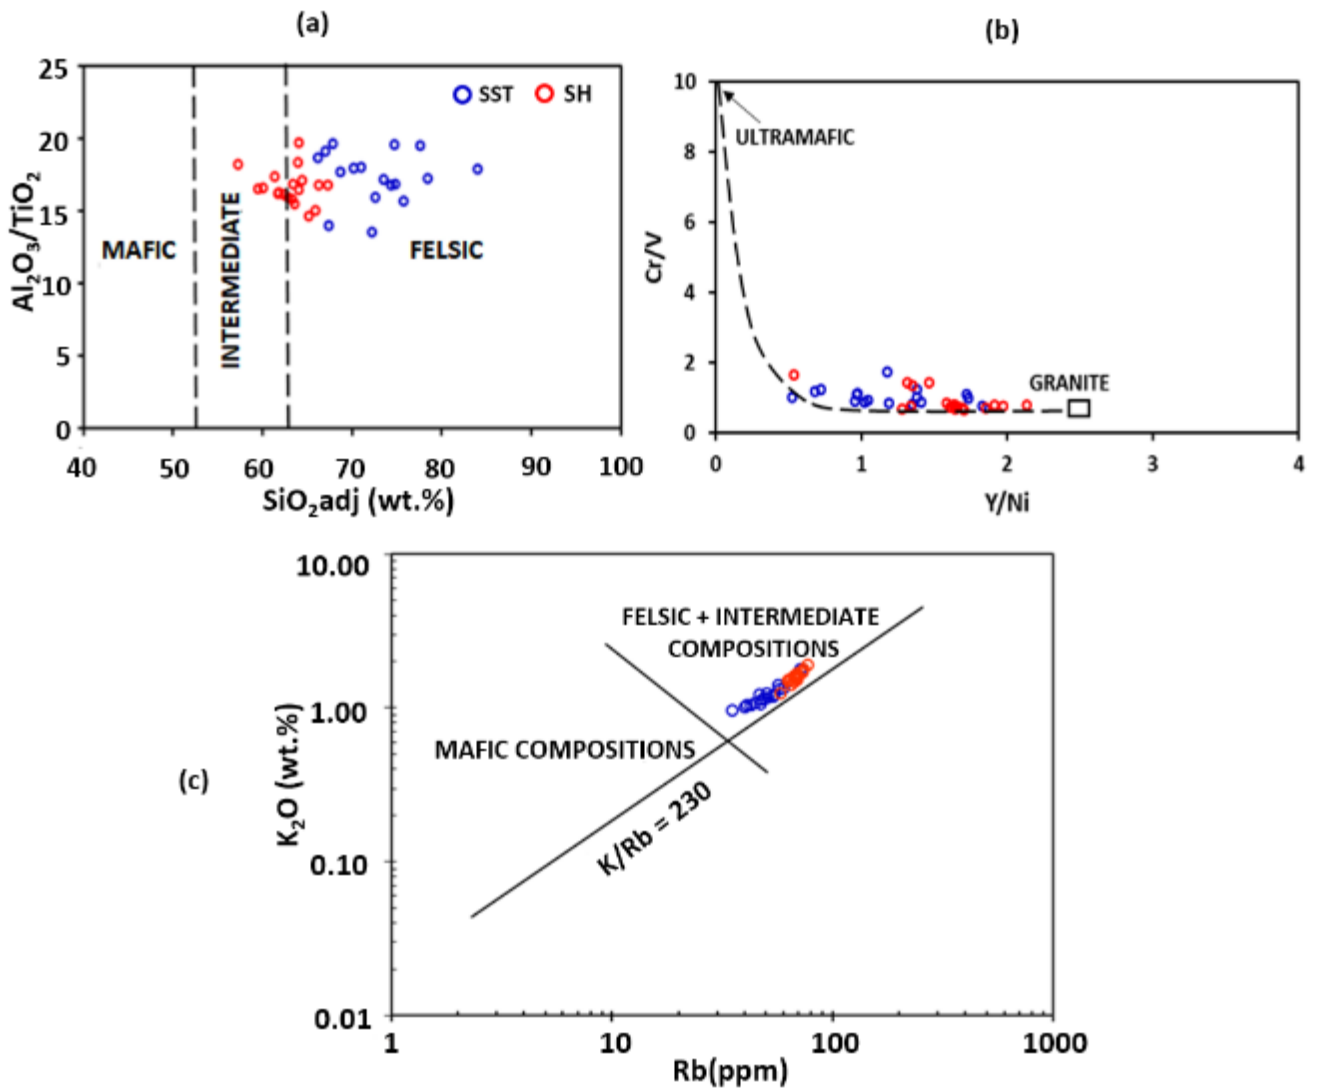 (a)
25
20
15
10
5
0
Al₂O₃/TiO₂
SST
SH
MAFIC
INTERMEDIATE
FELSIC
40
50
60
70
80
90
100
SiO₂adj (wt.%)
(b)
10
8
6
4
2
0
Cr/V
ULTRAMAFIC
GRANITE
0
1
2
3
4
Y/Ni
(c)
10.00
1.00
0.10
0.01
K₂O (wt.%)
FELSIC + INTERMEDIATE
COMPOSITIONS
MAFIC COMPOSITIONS
K/Rb = 230
1
10
100
1000
Rb(ppm)